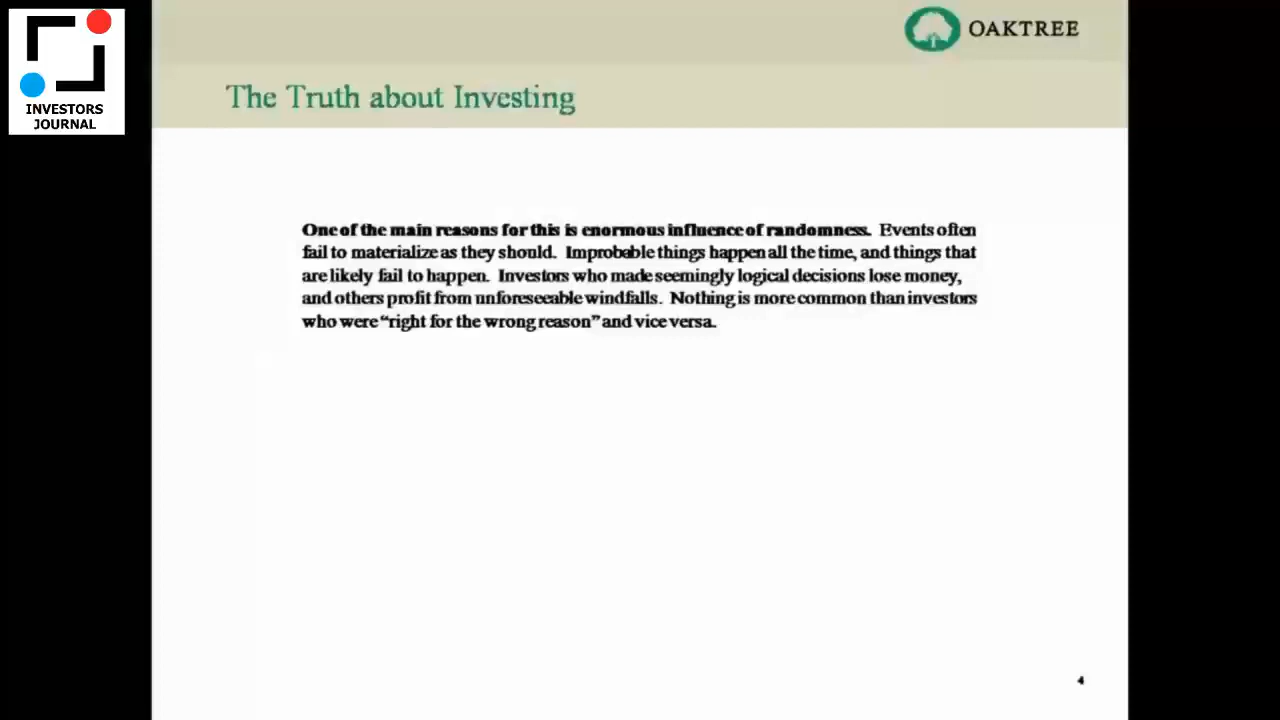 INVESTORS
JOURNAL
OAKTREE
The Truth about Investing
One of the main reasons for this is enormous influence of randomness. Events often
fail to materialize as they should. Improbable things happen all the time, and things that
are likely fail to happen. Investors who made seemingly logical decisions lose money,
and others profit from unforeseeable windfalls. Nothing is more common than investors
who were “right for the wrong reason” and vice versa.
4